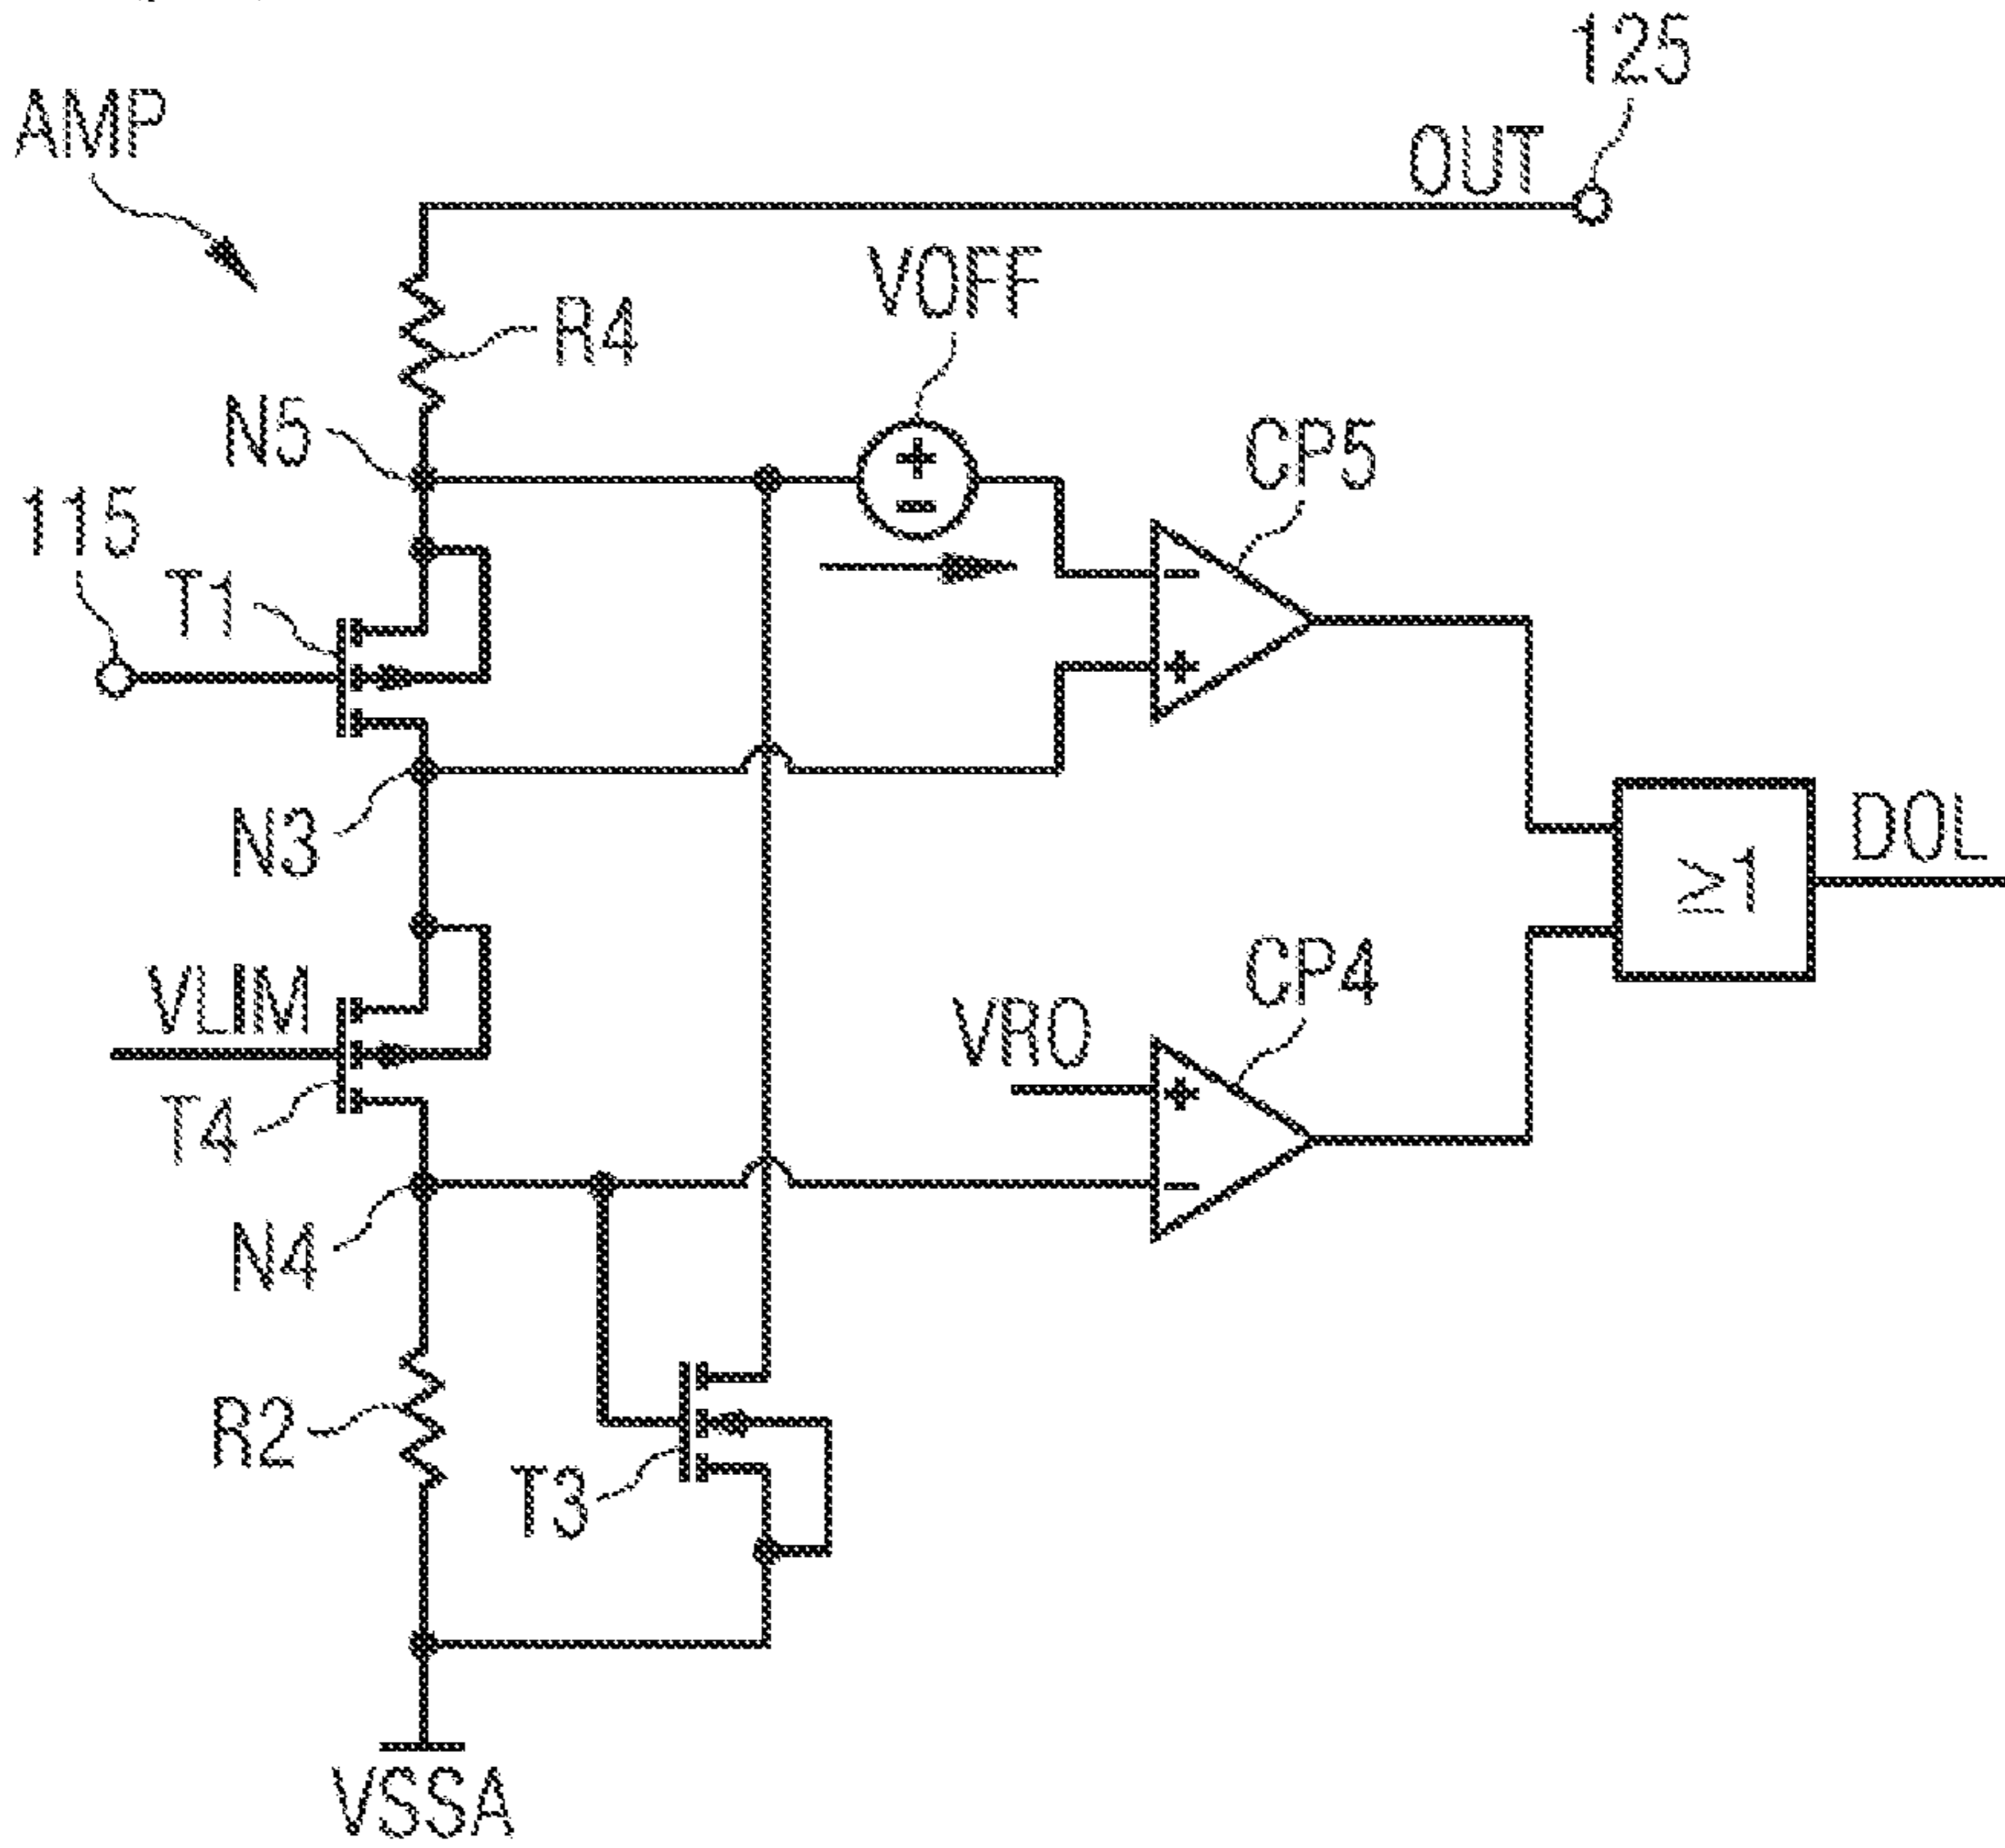 125
AMP
OUT
VOFF
R4
N5
CP5
115
T1
+
−
−
+
N3
≥1
DOL
VLIM
VRO
CP4
T4
+
−
N4
R2
T3
VSSA